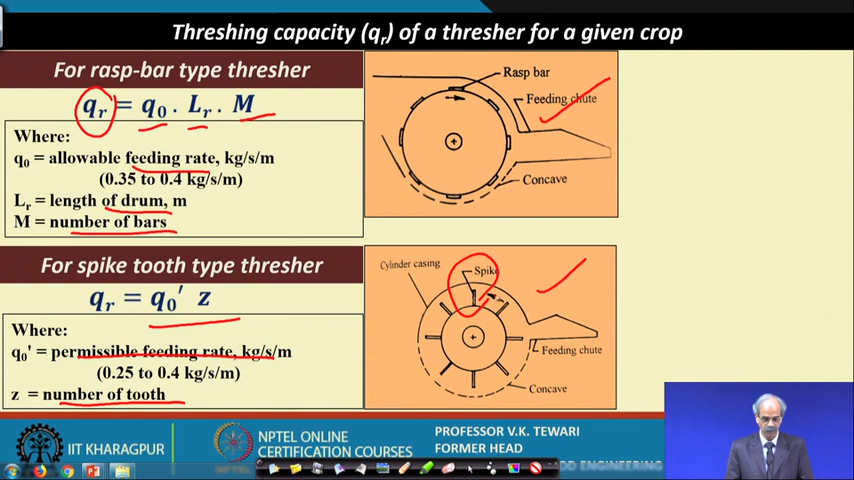 Threshing capacity (qᵣ) of a thresher for a given crop
For rasp-bar type thresher
qᵣ = q₀ . Lᵣ . M
Where:
q₀ = allowable feeding rate, kg/s/m
(0.35 to 0.4 kg/s/m)
Lᵣ = length of drum, m
M = number of bars
Rasp bar
Feeding chute
Concave
For spike tooth type thresher
qᵣ = q₀' z
Where:
q₀' = permissible feeding rate, kg/s/m
(0.25 to 0.4 kg/s/m)
z = number of tooth
Cylinder casing
Spike
Feeding chute
Concave
IIT KHARAGPUR
NPTEL ONLINE
CERTIFICATION COURSES
PROFESSOR V.K. TEWARI
FORMER HEAD
ENGINEERING